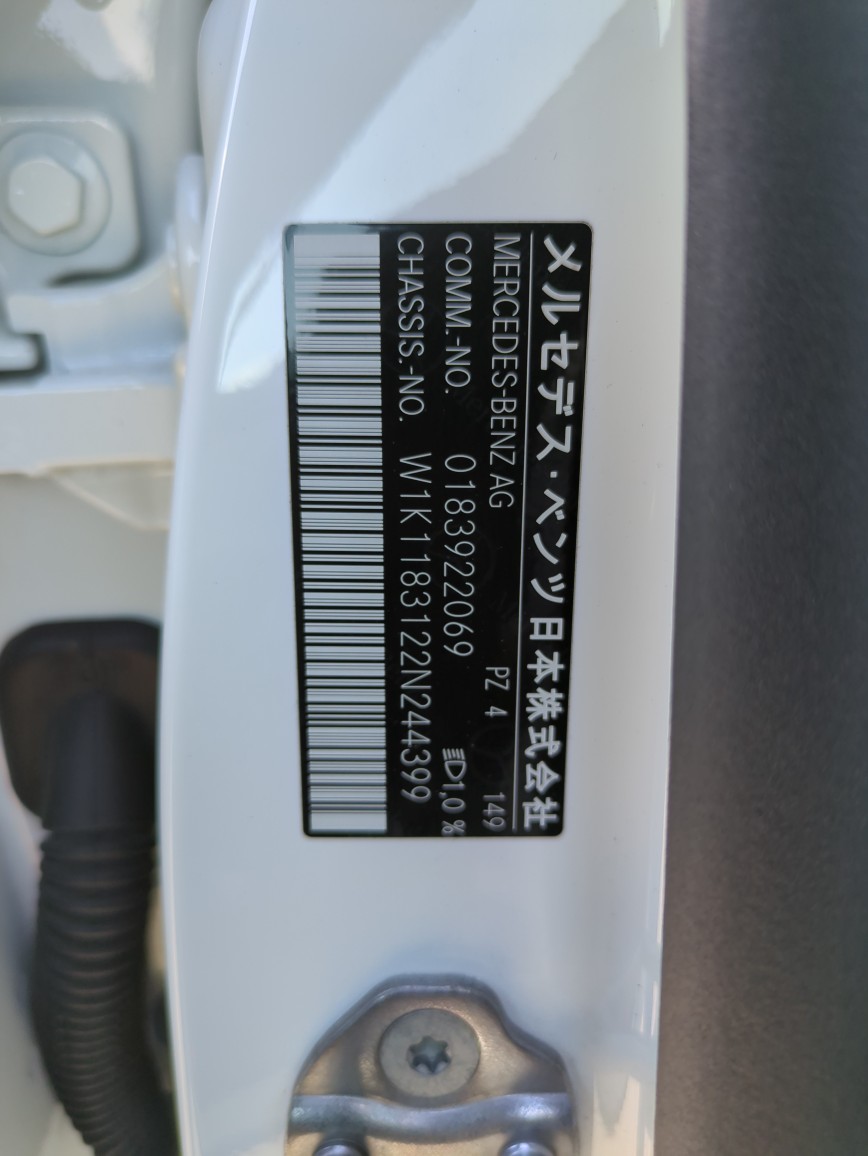 メルセデス・ベンツ日本株式会社
MERCEDES-BENZ AG PZ 4 149
COMM.-NO. 0183922069 1,0 %
CHASSIS.-NO. W1K1183122N244399